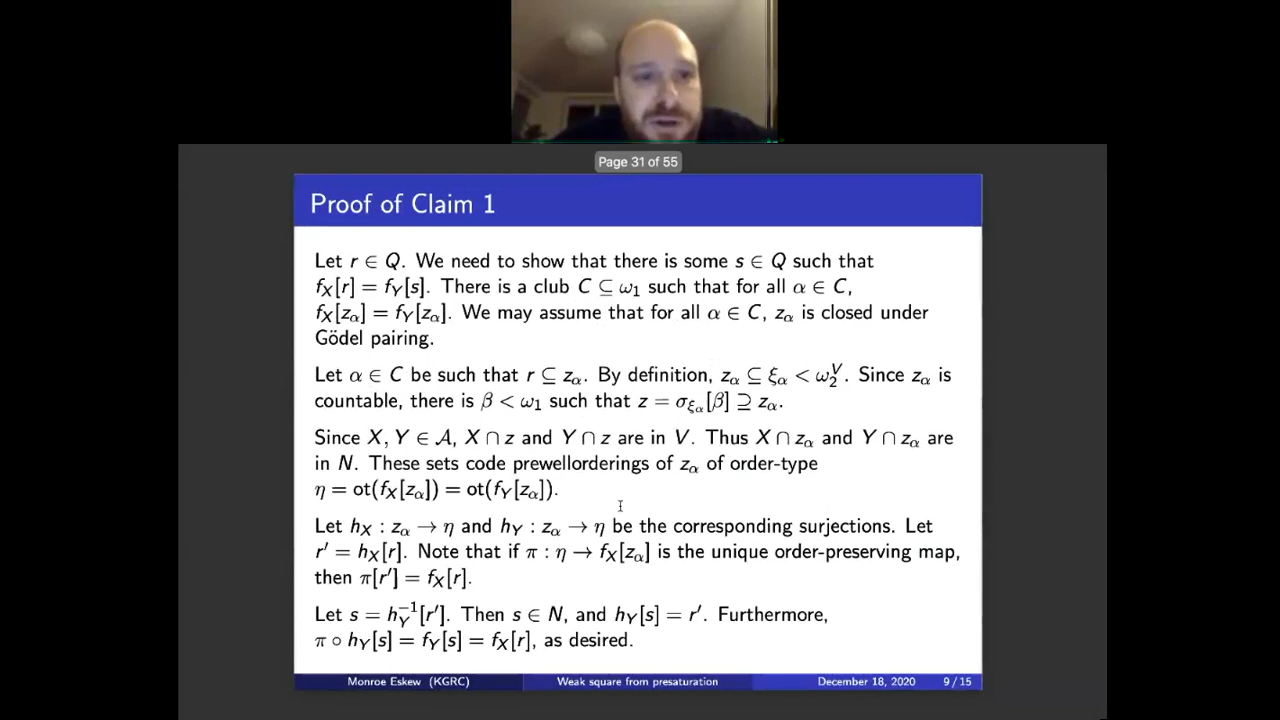 Page 31 of 55
Proof of Claim 1
Let r ∈ Q. We need to show that there is some s ∈ Q such that
f_X[r] = f_Y[s]. There is a club C ⊆ ω₁ such that for all α ∈ C,
f_X[z_α] = f_Y[z_α]. We may assume that for all α ∈ C, z_α is closed under
Gödel pairing.
Let α ∈ C be such that r ⊆ z_α. By definition, z_α ⊆ ξ_α < ω₂^V. Since z_α is
countable, there is β < ω₁ such that z = σ_{ξ_α}[β] ⊇ z_α.
Since X, Y ∈ 𝒜, X ∩ z and Y ∩ z are in V. Thus X ∩ z_α and Y ∩ z_α are
in N. These sets code prewellorderings of z_α of order-type
η = ot(f_X[z_α]) = ot(f_Y[z_α]).
Let h_X : z_α → η and h_Y : z_α → η be the corresponding surjections. Let
r′ = h_X[r]. Note that if π : η → f_X[z_α] is the unique order-preserving map,
then π[r′] = f_X[r].
Let s = h_Y⁻¹[r′]. Then s ∈ N, and h_Y[s] = r′. Furthermore,
π ∘ h_Y[s] = f_Y[s] = f_X[r], as desired.
Monroe Eskew (KGRC) Weak square from presaturation December 18, 2020 9 / 15